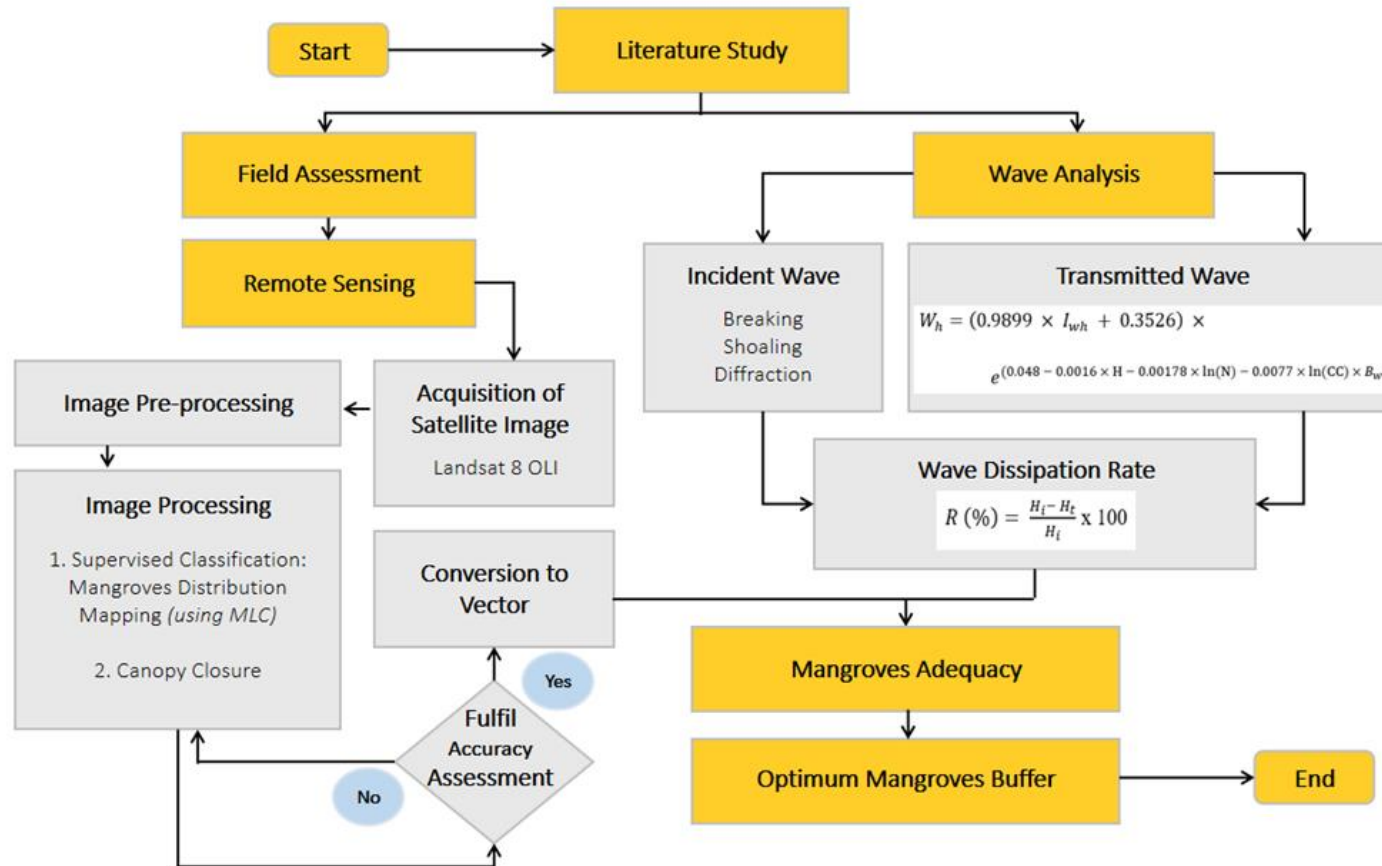 Start
Literature Study
Field Assessment
Wave Analysis
Remote Sensing
Incident Wave
Breaking
Shoaling
Diffraction
Transmitted Wave
W_h = (0.9899 × I_{wh} + 0.3526) ×
e^{(0.048 − 0.0016 × H − 0.00178 × ln(N) − 0.0077 × ln(CC) × B_w}
Acquisition of
Satellite Image
Landsat 8 OLI
Image Pre-processing
Image Processing
1. Supervised Classification:
Mangroves Distribution
Mapping (using MLC)
2. Canopy Closure
Wave Dissipation Rate
R (%) = \frac{H_i − H_t}{H_i} x 100
Conversion to
Vector
Yes
Fulfil
Accuracy
Assessment
No
Mangroves Adequacy
Optimum Mangroves Buffer
End